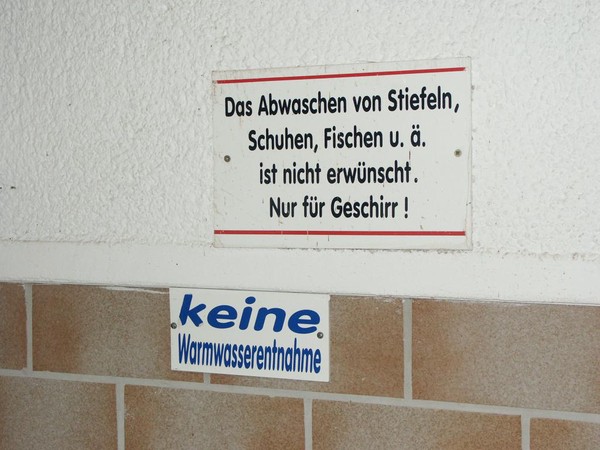 Das Abwaschen von Stiefeln,
Schuhen, Fischen u. ä.
ist nicht erwünscht.
Nur für Geschirr !
keine
Warmwasserentnahme